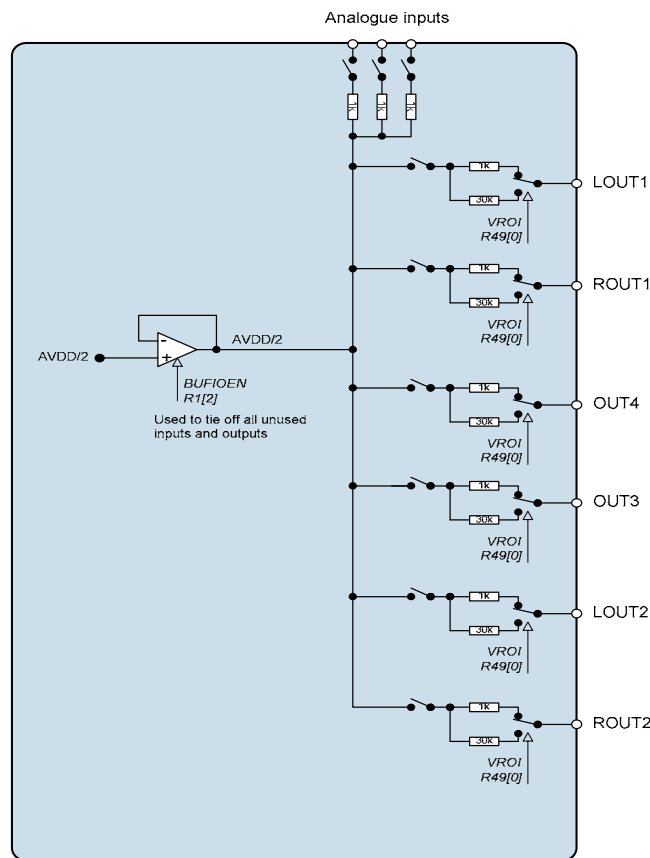 Analogue inputs
1k 1k 1k
1k
30k
LOUT1
VROI
R49[0]
1k
30k
ROUT1
VROI
R49[0]
AVDD/2
-
+
AVDD/2
BUFIOEN
R1[2]
Used to tie off all unused
inputs and outputs
1k
30k
OUT4
VROI
R49[0]
1k
30k
OUT3
VROI
R49[0]
1k
30k
LOUT2
VROI
R49[0]
1k
30k
ROUT2
VROI
R49[0]